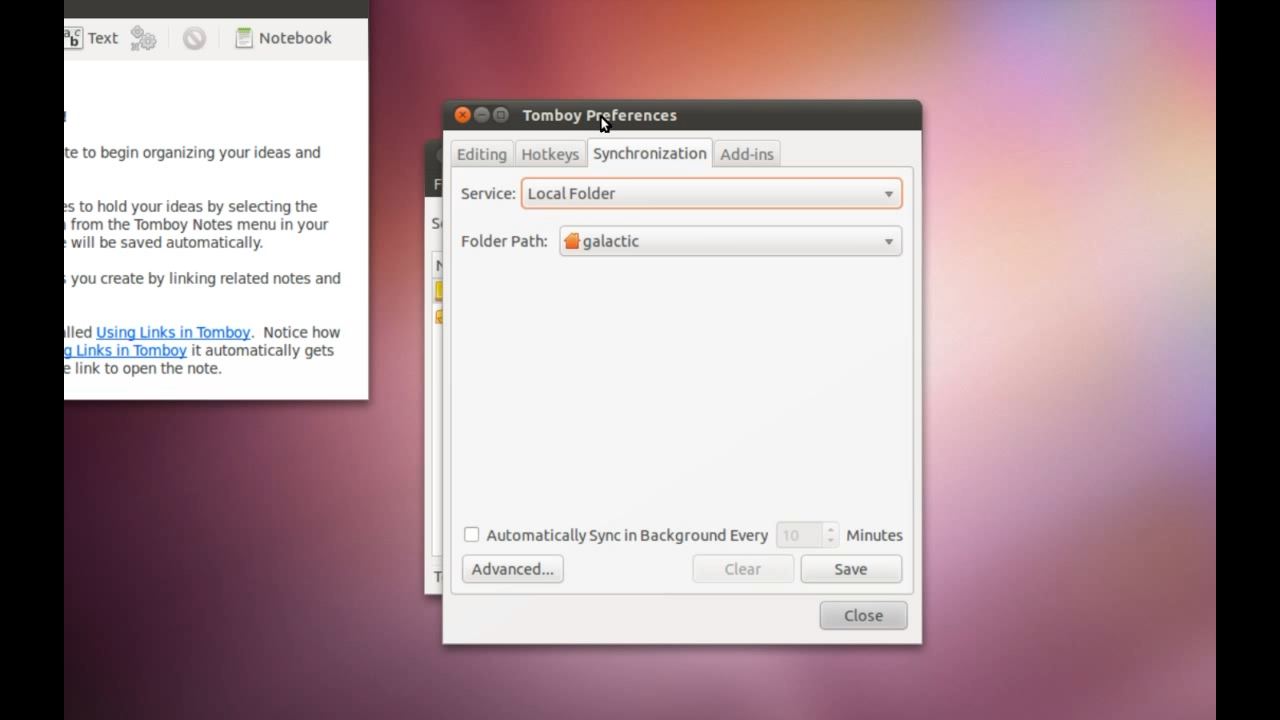 Text
Notebook
te to begin organizing your ideas and
es to hold your ideas by selecting the
from the Tomboy Notes menu in your
will be saved automatically.
you create by linking related notes and
lled Using Links in Tomboy. Notice how
g Links in Tomboy it automatically gets
e link to open the note.
Tomboy Preferences
Editing
Hotkeys
Synchronization
Add-ins
Service: Local Folder
Folder Path: galactic
Automatically Sync in Background Every 10 Minutes
Advanced...
Clear
Save
Close